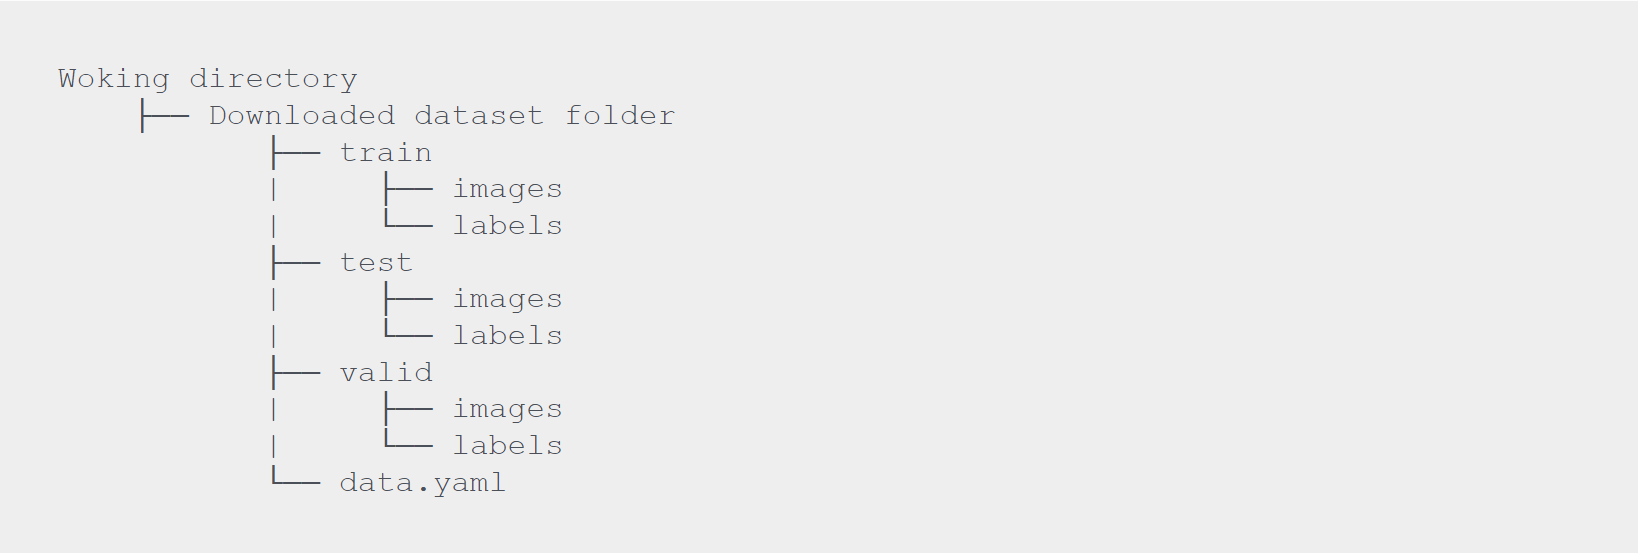 Woking directory
├── Downloaded dataset folder
├── train
|     ├── images
|     └── labels
├── test
|     ├── images
|     └── labels
├── valid
|     ├── images
|     └── labels
└── data.yaml